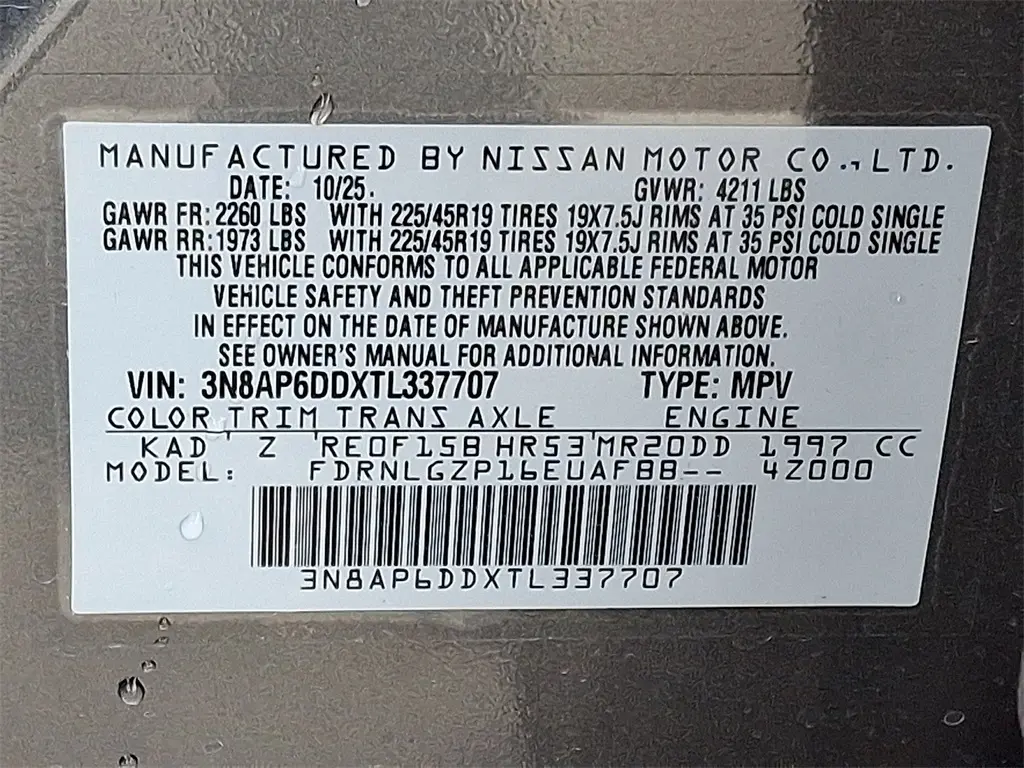 MANUFACTURED BY NISSAN MOTOR CO., LTD.
DATE: 10/25. GVWR: 4211 LBS
GAWR FR: 2260 LBS WITH 225/45R19 TIRES 19X7.5J RIMS AT 35 PSI COLD SINGLE
GAWR RR: 1973 LBS WITH 225/45R19 TIRES 19X7.5J RIMS AT 35 PSI COLD SINGLE
THIS VEHICLE CONFORMS TO ALL APPLICABLE FEDERAL MOTOR
VEHICLE SAFETY AND THEFT PREVENTION STANDARDS
IN EFFECT ON THE DATE OF MANUFACTURE SHOWN ABOVE.
SEE OWNER'S MANUAL FOR ADDITIONAL INFORMATION.
VIN: 3N8AP6DDXTL337707 TYPE: MPV
COLOR TRIM TRANS AXLE ENGINE
KAD ' Z 'RE0F15B HR53'MR20DD 1997 CC
MODEL: FDRNLGZP16EUAFBB-- 4Z000
3N8AP6DDXTL337707